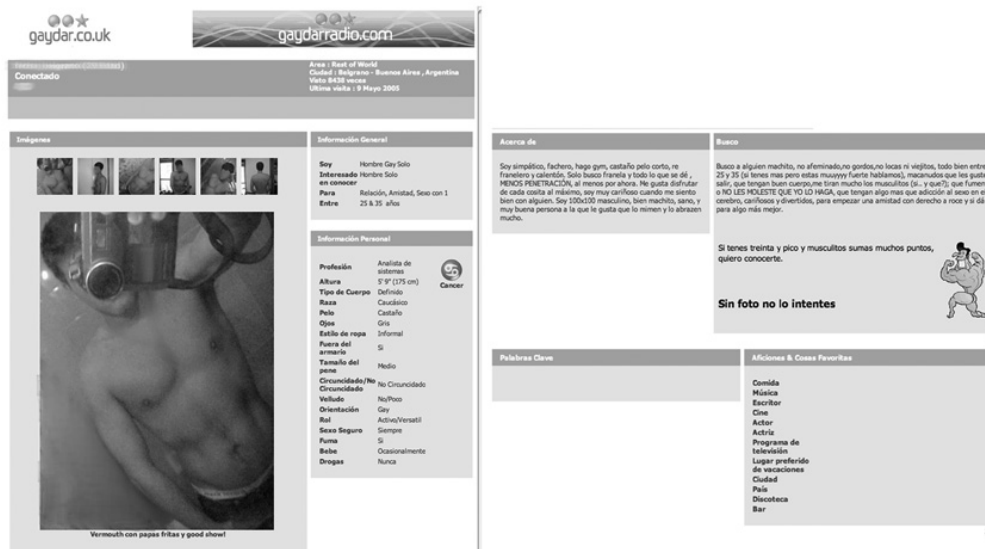 gaydar.co.uk
gaydarradio.com
Conectado
Area : Rest of World
Ciudad : Belgrano - Buenos Aires , Argentina
Visto 8438 veces
Ultima visita : 9 Mayo 2005
Imágenes
Vermouth con papas fritas y good show!
Información General
Soy Hombre Gay Solo
Interesado en conocer Hombre Solo
Para Relación, Amistad, Sexo con 1
Entre 25 & 35 años
Información Personal
Profesión Analista de sistemas
Altura 5' 9" (175 cm)
Tipo de Cuerpo Definido
Raza Caucásico
Pelo Castaño
Ojos Gris
Estilo de ropa Informal
Fuera del armario Si
Tamaño del pene Medio
Circuncidado/No Circuncidado No Circuncidado
Velludo No/Poco
Orientación Gay
Rol Activo/Versatil
Sexo Seguro Siempre
Fuma Si
Bebe Ocasionalmente
Drogas Nunca
Cancer
Acerca de
Soy simpático, fachero, hago gym, castaño pelo corto, re
franelero y calentón. Solo busco franela y todo lo que se dé ,
MENOS PENETRACIÓN, al menos por ahora. Me gusta disfrutar
de cada cosita al máximo, soy muy cariñoso cuando me siento
bien con alguien. Soy 100x100 masculino, bien machito, sano, y
muy buena persona a la que le gusta que lo mimen y lo abrazen
mucho.
Busco
Busco a alguien machito, no afeminado,no gordos,no locas ni viejitos, todo bien entre
25 y 35 (si tenes mas pero estas muuyyyy fuerte hablamos), macanudos que les guste
salir, que tengan buen cuerpo,me tiran mucho los musculitos (si.. y que?); que fumen
o NO LES MOLESTE QUE YO LO HAGA, que tengan algo mas que adicción al sexo en el
cerebro, cariñosos y divertidos, para empezar una amistad con derecho a roce y si dá
para algo más mejor.
Si tenes treinta y pico y musculitos sumas muchos puntos,
quiero conocerte.
Sin foto no lo intentes
Palabras Clave
Aficiones & Cosas Favoritas
Comida
Música
Escritor
Cine
Actor
Actriz
Programa de
televisión
Lugar preferido
de vacaciones
Ciudad
Pais
Discoteca
Bar